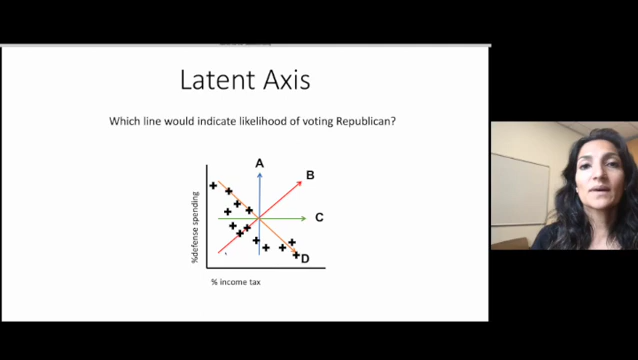 Latent Axis
Which line would indicate likelihood of voting Republican?
A
B
C
D
%defense spending
% income tax